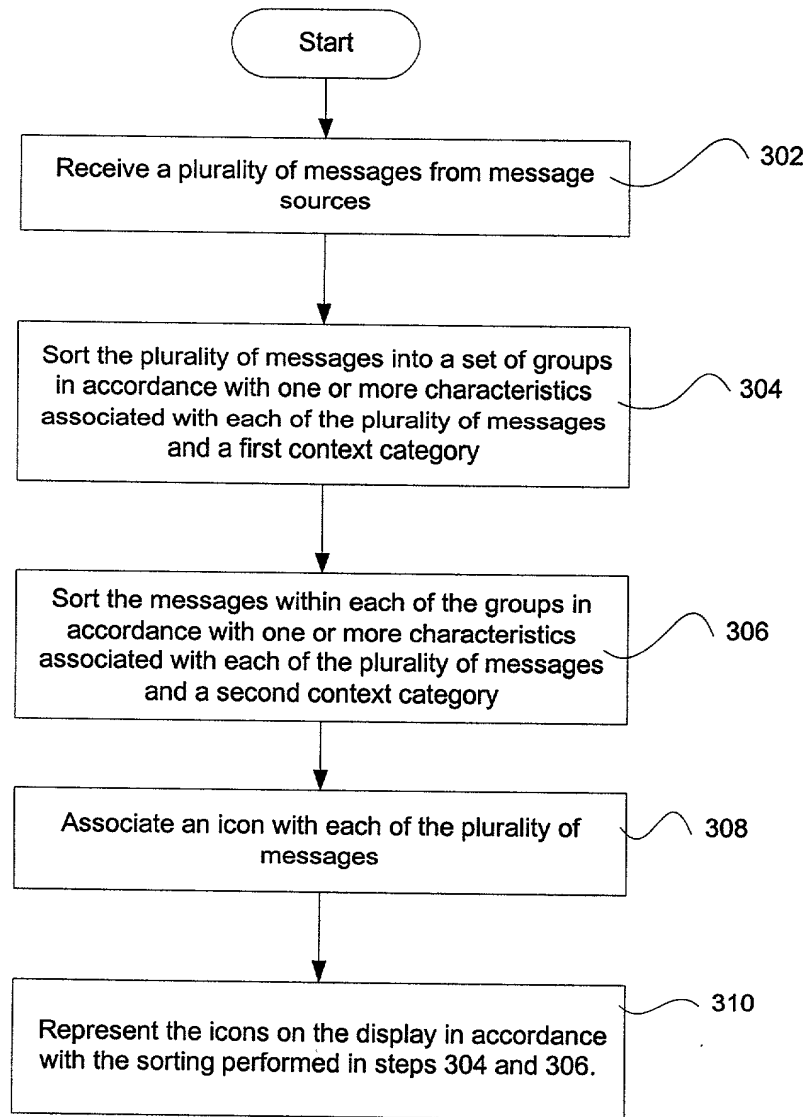 Start
Receive a plurality of messages from message
sources
302
Sort the plurality of messages into a set of groups
in accordance with one or more characteristics
associated with each of the plurality of messages
and a first context category
304
Sort the messages within each of the groups in
accordance with one or more characteristics
associated with each of the plurality of messages
and a second context category
306
Associate an icon with each of the plurality of
messages
308
Represent the icons on the display in accordance
with the sorting performed in steps 304 and 306.
310